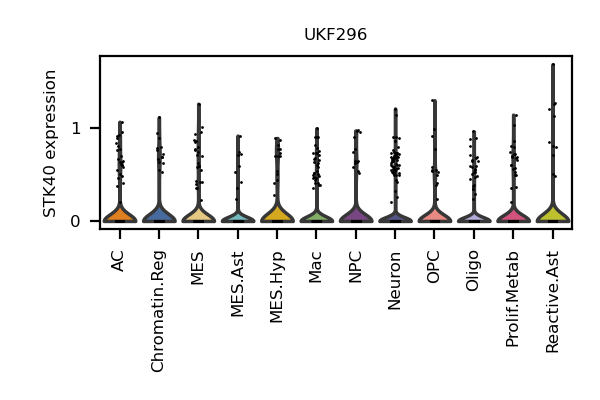 UKF296
STK40 expression
1
0
AC
Chromatin.Reg
MES
MES.Ast
MES.Hyp
Mac
NPC
Neuron
OPC
Oligo
Prolif.Metab
Reactive.Ast